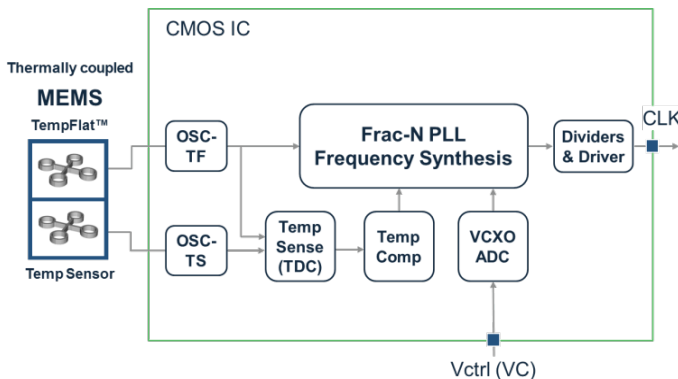 CMOS IC
Thermally coupled
MEMS
TempFlat™
OSC-
TF
Frac-N PLL
Frequency Synthesis
Dividers
& Driver
CLK
OSC-
TS
Temp
Sense
(TDC)
Temp
Comp
VCXO
ADC
Temp Sensor
Vctrl (VC)